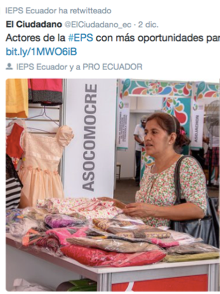 IEPS Ecuador ha retwitteado
El Ciudadano @ElCiudadano_ec · 2 dic.
Actores de la #EPS con más oportunidades par
bit.ly/1MWO6iB
IEPS Ecuador y a PRO ECUADOR
ASOCOMOCRE